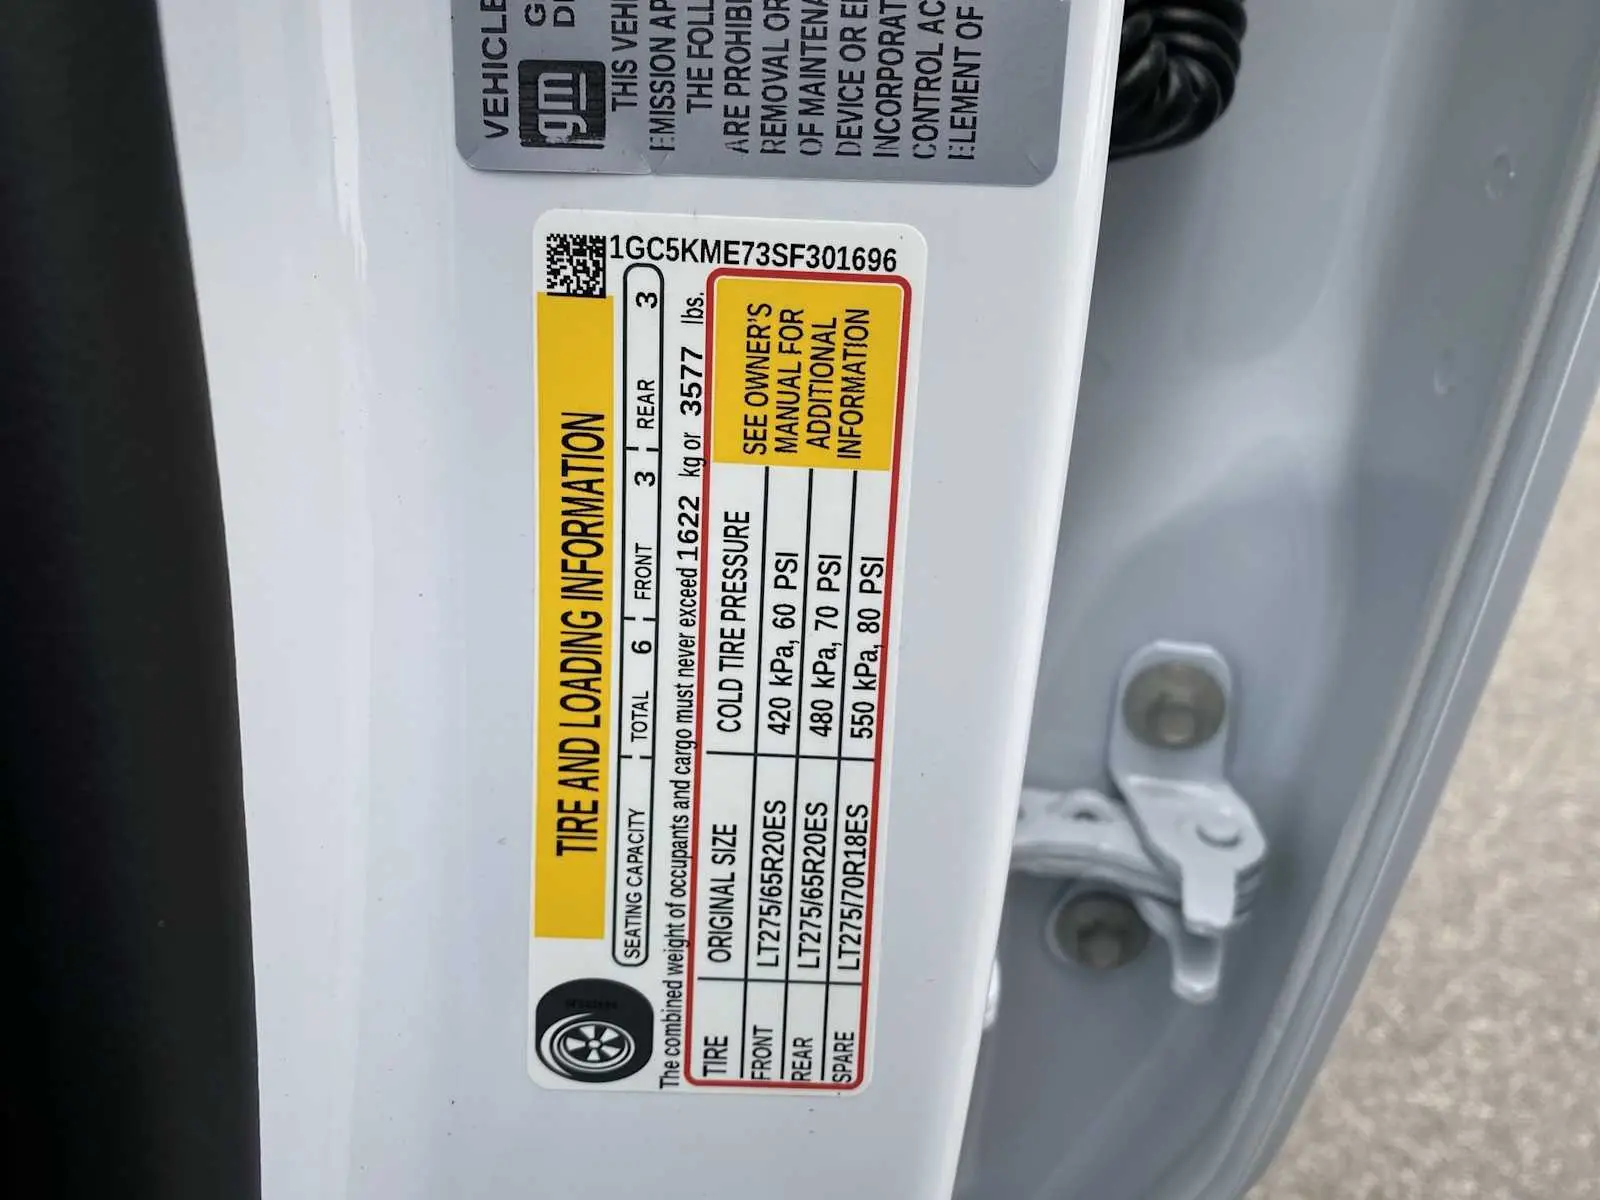 VEHICLE
gm
THIS VEHI
EMISSION AP
THE FOLL
ARE PROHIBI
REMOVAL OR
OF MAINTENA
DEVICE OR EL
INCORPORAT
CONTROL AC
ELEMENT OF
1GC5KME73SF301696
TIRE AND LOADING INFORMATION
SEATING CAPACITY TOTAL 6 FRONT 3 REAR 3
The combined weight of occupants and cargo must never exceed 1622 kg or 3577 lbs.
TIRE ORIGINAL SIZE COLD TIRE PRESSURE
FRONT LT275/65R20ES 420 kPa, 60 PSI
REAR LT275/65R20ES 480 kPa, 70 PSI
SPARE LT275/70R18ES 550 kPa, 80 PSI
SEE OWNER'S
MANUAL FOR
ADDITIONAL
INFORMATION